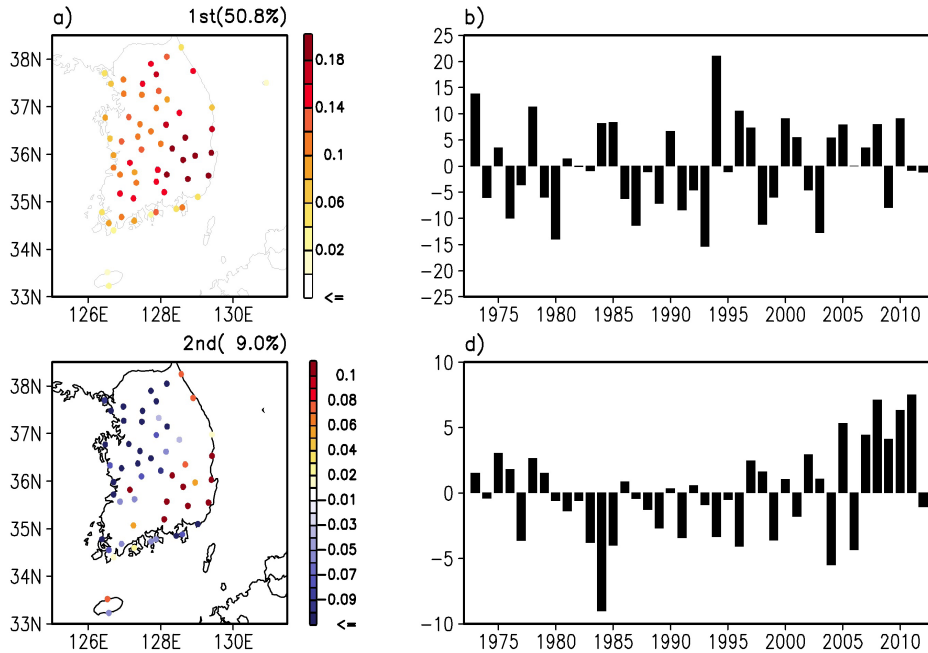 a) 1st(50.8%)
38N
37N
36N
35N
34N
33N
126E 128E 130E
0.18
0.14
0.1
0.06
0.02
<=
b)
25
20
15
10
5
0
-5
-10
-15
-20
-25
1975 1980 1985 1990 1995 2000 2005 2010
2nd( 9.0%)
38N
37N
36N
35N
34N
33N
126E 128E 130E
0.1
0.08
0.06
0.04
0.02
-0.01
-0.03
-0.05
-0.07
-0.09
<=
d)
10
5
0
-5
-10
1975 1980 1985 1990 1995 2000 2005 2010